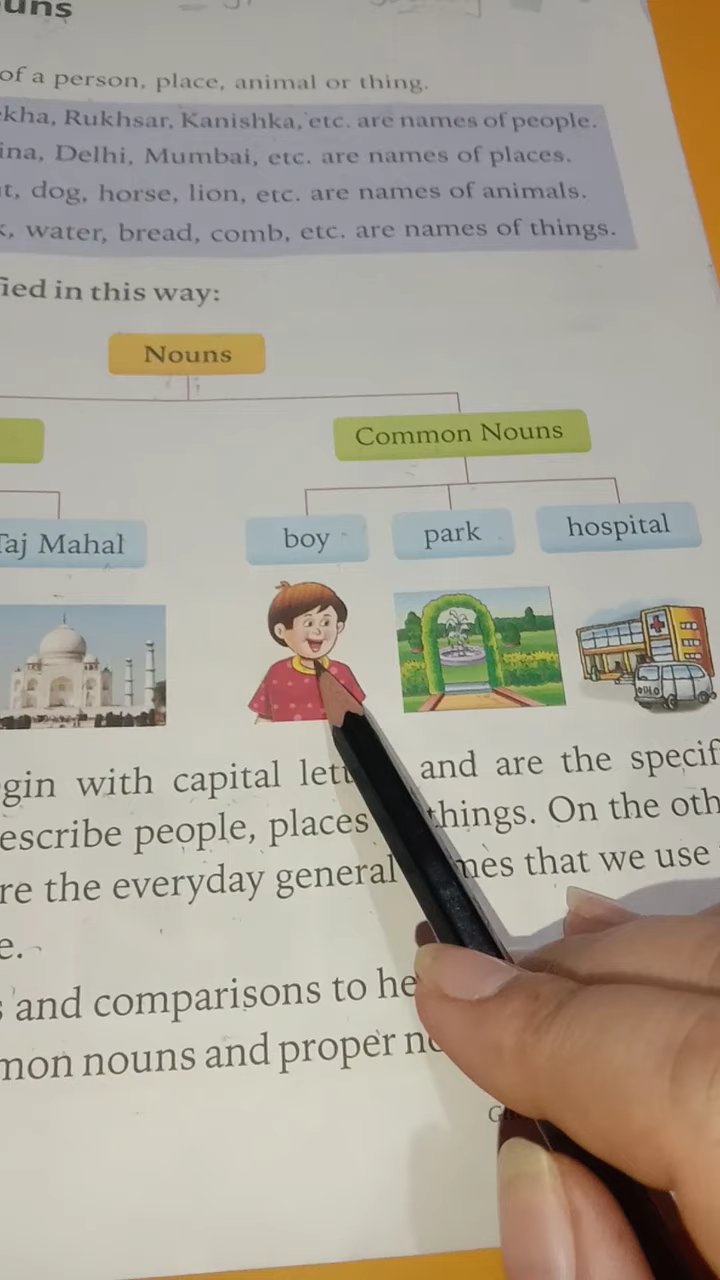 uns
of a person, place, animal or thing.
kha, Rukhsar, Kanishka, etc. are names of people.
ina, Delhi, Mumbai, etc. are names of places.
t, dog, horse, lion, etc. are names of animals.
, water, bread, comb, etc. are names of things.
fied in this way:
Nouns
Common Nouns
Taj Mahal boy park hospital
gin with capital and are the specif
escribe people, places things. On the oth
re the everyday general that we use
e.
and comparisons to he
mon nouns and proper